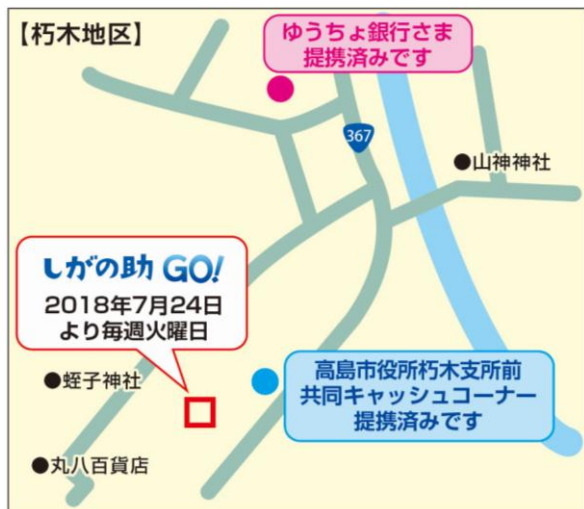 【朽木地区】
ゆうちょ銀行さま
提携済みです
367
●山神神社
しがの助 GO!
2018年7月24日
より毎週火曜日
●蛭子神社
高島市役所朽木支所前
共同キャッシュコーナー
提携済みです
●丸八百貨店